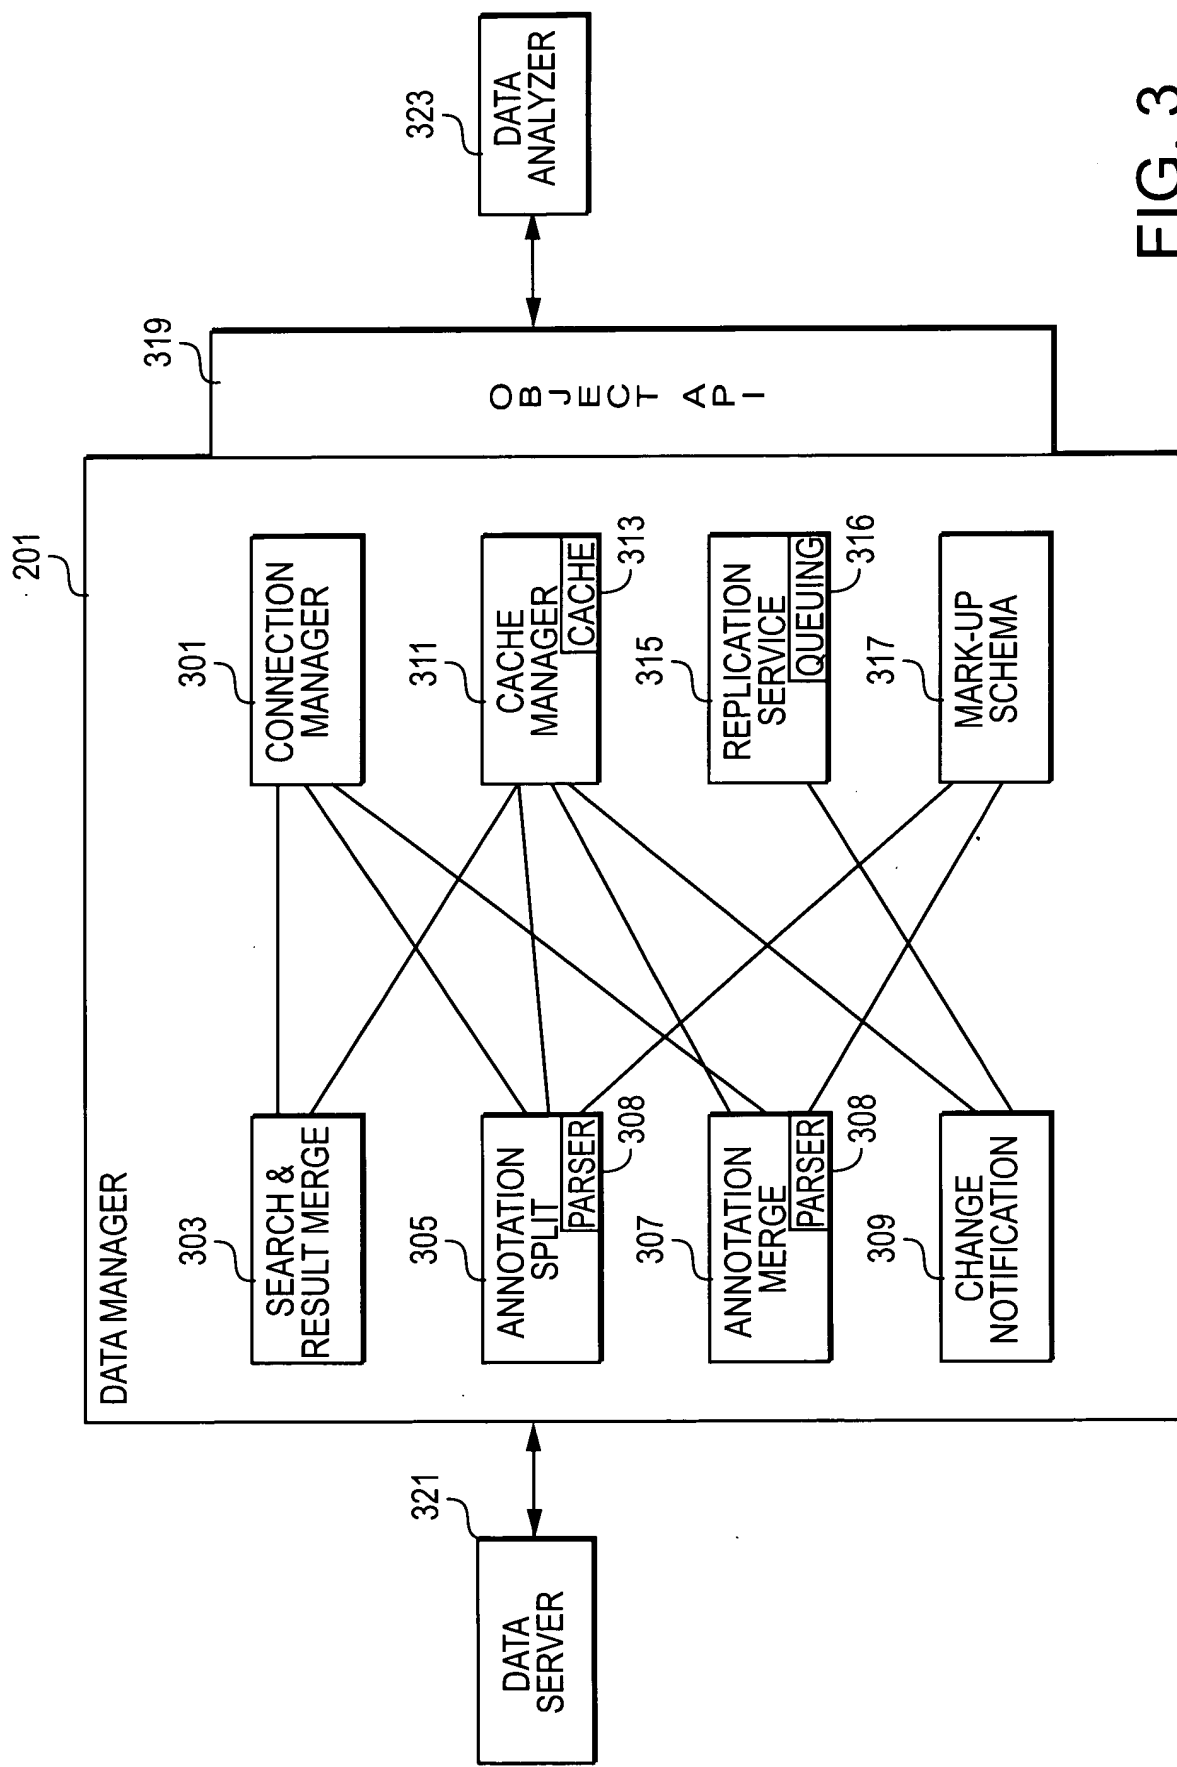 DATA MANAGER
201
303
SEARCH &
RESULT MERGE
305
ANNOTATION
SPLIT
PARSER
308
307
ANNOTATION
MERGE
PARSER
308
309
CHANGE
NOTIFICATION
301
CONNECTION
MANAGER
311
CACHE
MANAGER
CACHE
313
315
REPLICATION
SERVICE
QUEUING
316
317
MARK-UP
SCHEMA
319
OBJECT API
321
DATA
SERVER
323
DATA
ANALYZER
FIG. 3